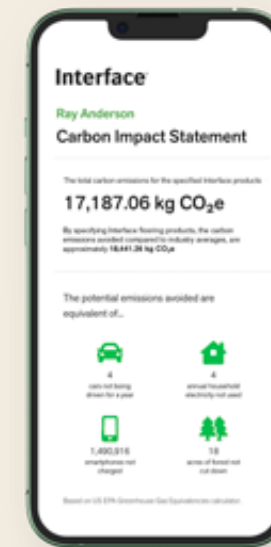 Interface
Ray Anderson
Carbon Impact Statement
The total carbon emissions for the specified Interface products
17,187.06 kg CO₂e
By specifying Interface flooring products, the carbon
emissions avoided compared to industry averages, are
approximately 18,441.26 kg CO₂e
The potential emissions avoided are
equivalent of...
4
cars not being
driven for a year
4
annual household
electricity not used
1,490,916
smartphones not
charged
18
acres of forest not
cut down
Based on US EPA Greenhouse Gas Equivalencies calculator.